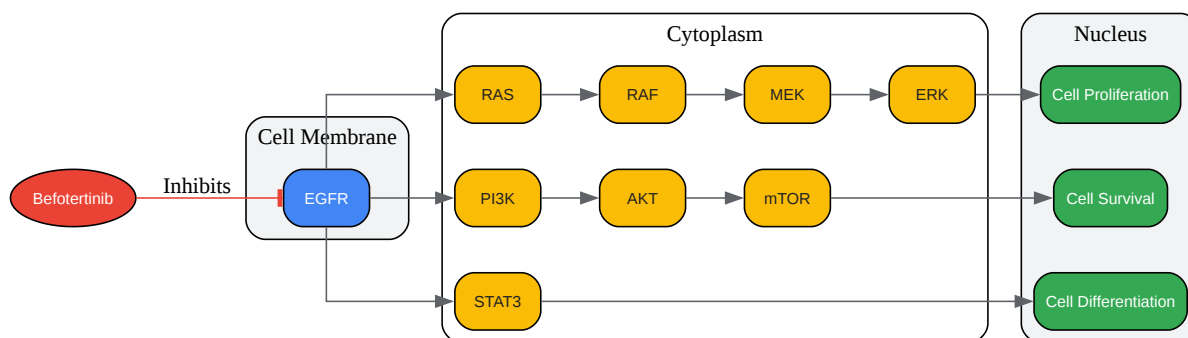 Cytoplasm
Nucleus
RAS
RAF
MEK
ERK
Cell Proliferation
Cell Membrane
Befotertinib
Inhibits
EGFR
PI3K
AKT
mTOR
Cell Survival
STAT3
Cell Differentiation